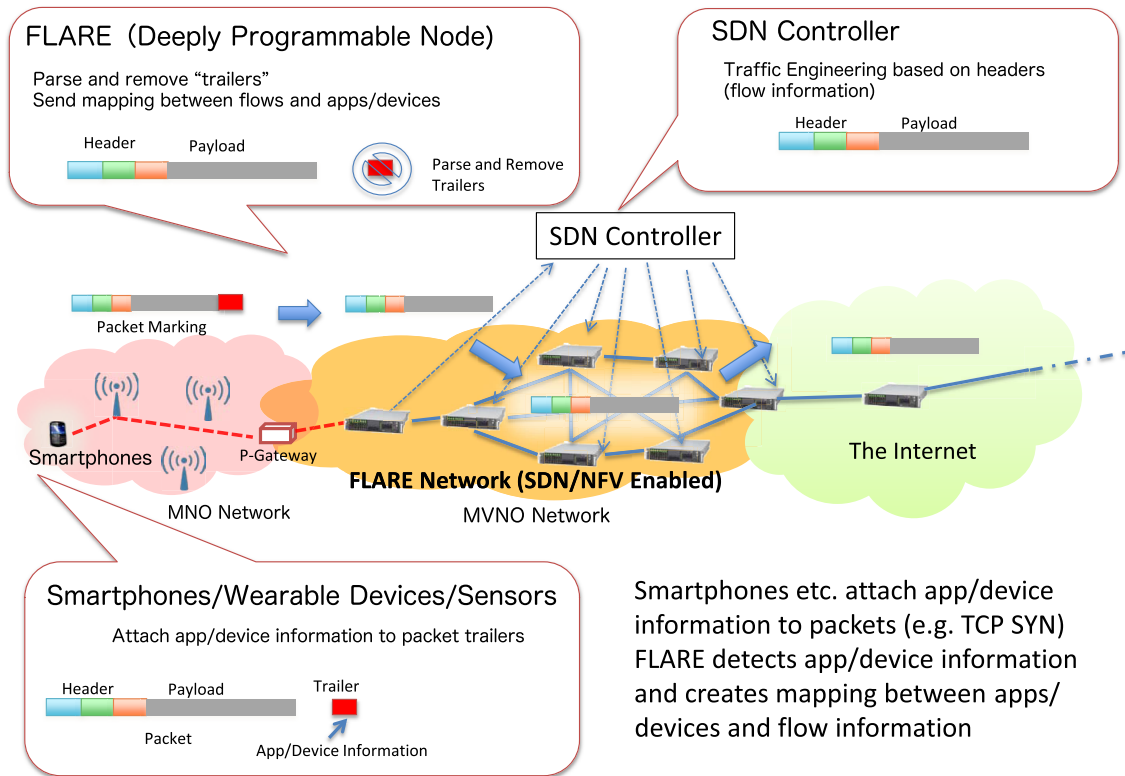 FLARE (Deeply Programmable Node)
Parse and remove “trailers”
Send mapping between flows and apps/devices
Header
Payload
Parse and Remove
Trailers
SDN Controller
Traffic Engineering based on headers
(flow information)
Header
Payload
SDN Controller
Packet Marking
Smartphones
P-Gateway
MNO Network
FLARE Network (SDN/NFV Enabled)
MVNO Network
The Internet
Smartphones/Wearable Devices/Sensors
Attach app/device information to packet trailers
Header
Payload
Trailer
Packet
App/Device Information
Smartphones etc. attach app/device
information to packets (e.g. TCP SYN)
FLARE detects app/device information
and creates mapping between apps/
devices and flow information